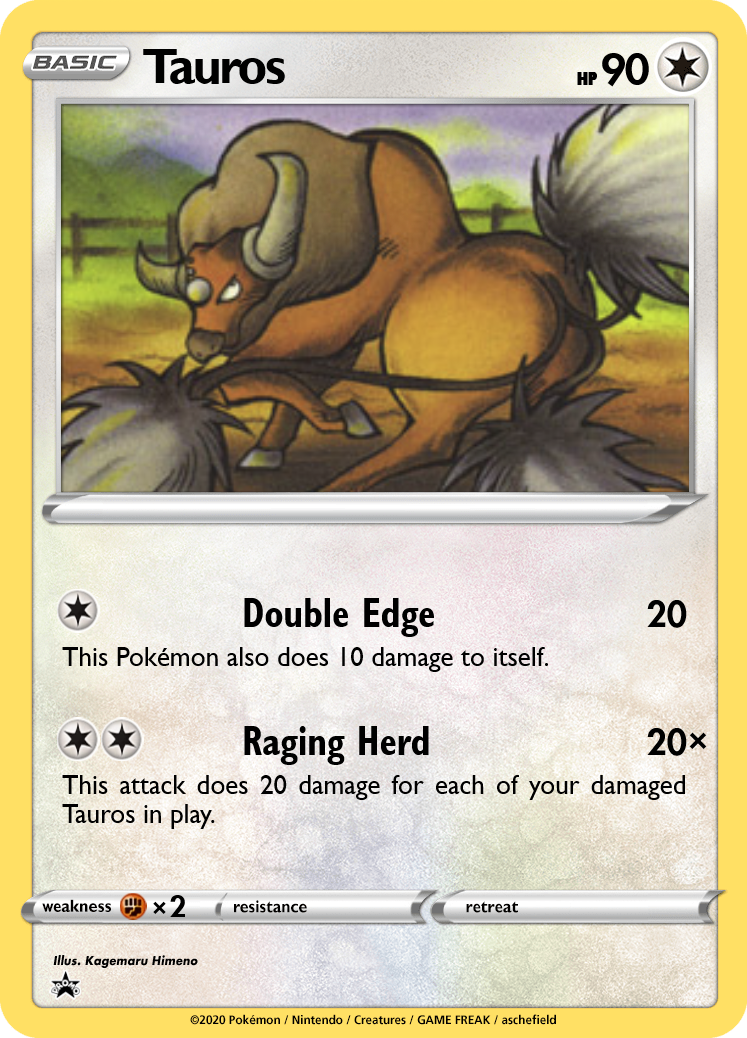 BASIC Tauros HP 90
Double Edge 20
This Pokémon also does 10 damage to itself.
Raging Herd 20×
This attack does 20 damage for each of your damaged
Tauros in play.
weakness ×2 resistance retreat
Illus. Kagemaru Himeno
PROMO
©2020 Pokémon / Nintendo / Creatures / GAME FREAK / aschefield